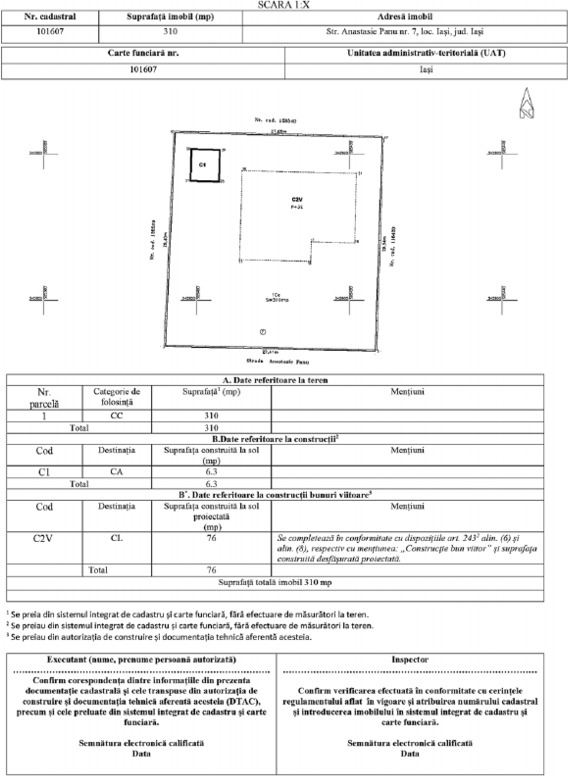 SCARA 1:X
Nr. cadastral Suprafață imobil (mp) Adresă imobil
101607 310 Str. Anastasie Panu nr. 7, loc. Iași, jud. Iași
Carte funciară nr. Unitatea administrativ-teritorială (UAT)
101607 Iași
N
Nr. cad.
C1
C2V
Nr. cad.
Nr. cad.
1Cc
Strada Anastasie Panu
A. Date referitoare la teren
Nr. parcelă Categorie de folosință Suprafață¹ (mp) Mențiuni
1 CC 310
Total 310
B.Date referitoare la construcții²
Cod Destinația Suprafața construită la sol (mp) Mențiuni
C1 CA 6.3
Total 6.3
B'. Date referitoare la construcții bunuri viitoare³
Cod Destinația Suprafața construită la sol proiectată (mp) Mențiuni
C2V CL 76 Se completează în conformitate cu dispozițiile art. 243² alin. (6) și
alin. (8), respectiv cu mențiunea: „Construcție bun viitor” și suprafața
construită desfășurată proiectată.
Total 76
Suprafață totală imobil 310 mp
¹ Se preia din sistemul integrat de cadastru și carte funciară, fără efectuare de măsurători la teren.
² Se preiau din sistemul integrat de cadastru și carte funciară, fără efectuare de măsurători la teren.
³ Se preiau din autorizația de construire și documentația tehnică aferentă acesteia.
Executant (nume, prenume persoană autorizată)
Confirm corespondența dintre informațiile din prezenta
documentație cadastrală și cele transpuse din autorizația de
construire și documentația tehnică aferentă acesteia (DTAC),
precum și cele preluate din sistemul integrat de cadastru și carte
funciară.
Semnătura electronică calificată
Data
Inspector
Confirm verificarea efectuată în conformitate cu cerințele
regulamentului aflat în vigoare și atribuirea numărului cadastral
și introducerea imobilului în sistemul integrat de cadastru și
carte funciară.
Semnătura electronică calificată
Data